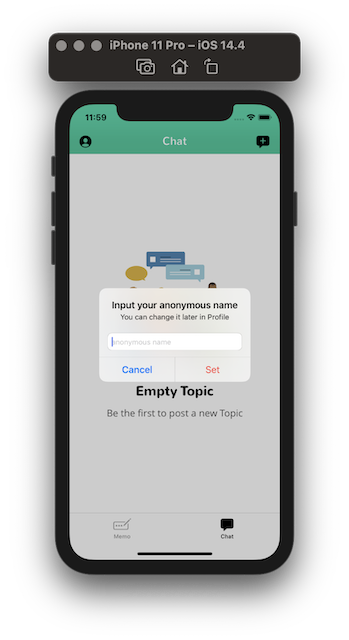 iPhone 11 Pro – iOS 14.4
11:59
Chat
Input your anonymous name
You can change it later in Profile
anonymous name
Cancel
Set
Empty Topic
Be the first to post a new Topic
Memo
Chat